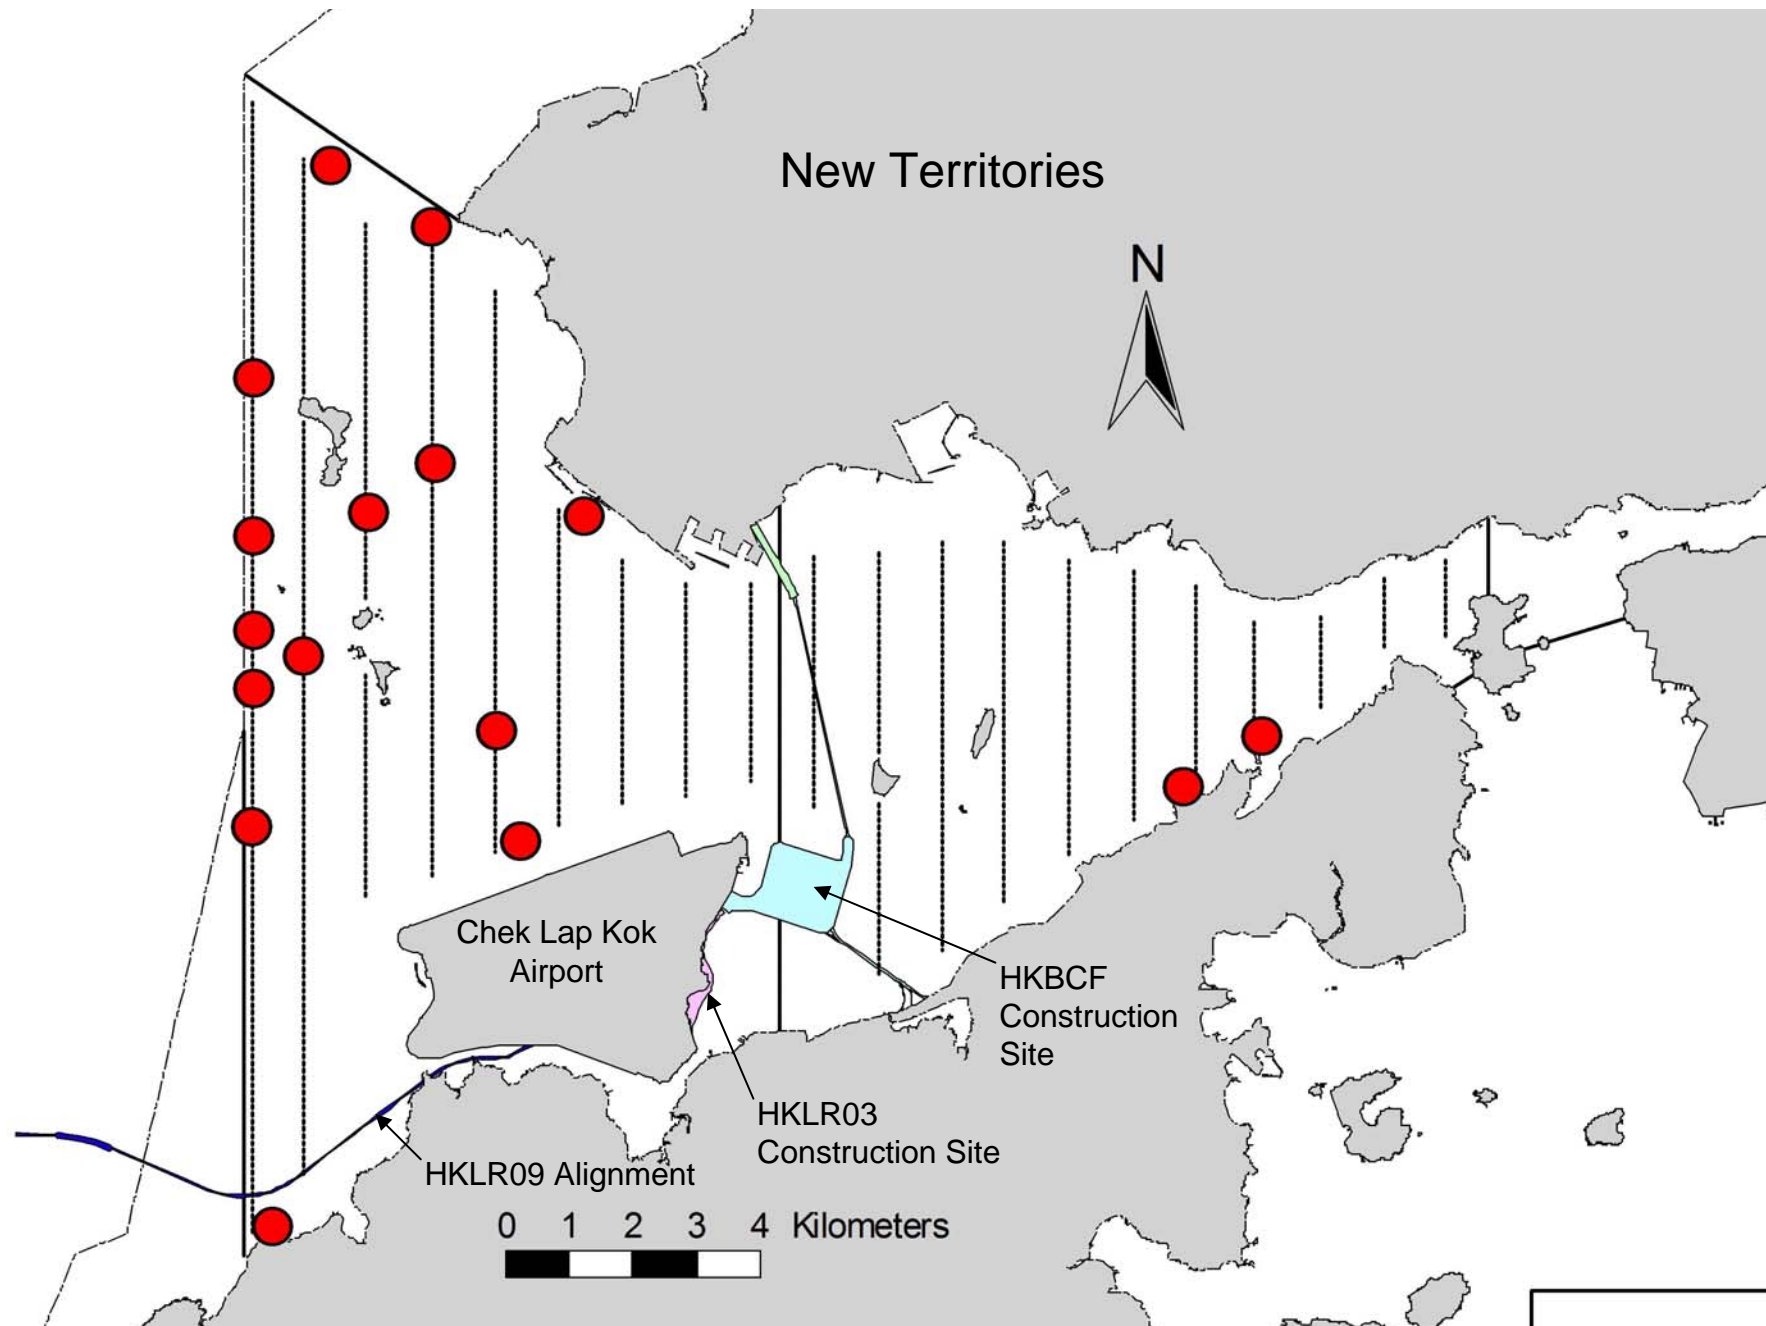 New Territories
N
Chek Lap Kok
Airport
HKBCF
Construction
Site
HKLR03
Construction Site
HKLR09 Alignment
0 1 2 3 4 Kilometers